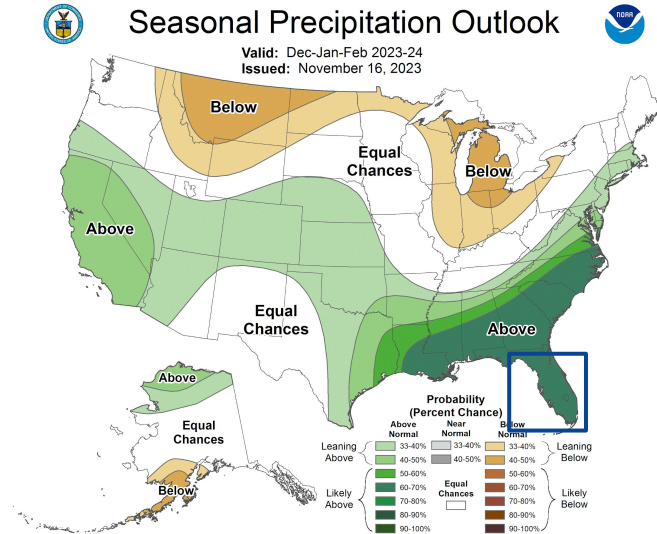 Seasonal Precipitation Outlook
NOAA
Valid: Dec-Jan-Feb 2023-24
Issued: November 16, 2023
Below
Equal
Chances
Below
Above
Equal
Chances
Above
Above
Equal
Chances
Below
Probability
(Percent Chance)
Above
Normal
Near
Normal
Below
Normal
Leaning
Above
33-40%
40-50%
50-60%
Likely
Above
60-70%
70-80%
80-90%
90-100%
33-40%
40-50%
Equal
Chances
33-40%
40-50%
Leaning
Below
50-60%
60-70%
70-80%
80-90%
90-100%
Likely
Below